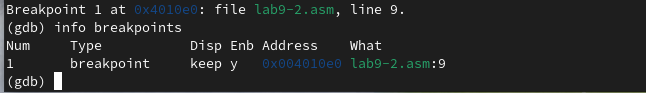 Breakpoint 1 at 0x4010e0: file lab9-2.asm, line 9.
(gdb) info breakpoints
Num     Type           Disp Enb Address    What
1       breakpoint     keep y   0x004010e0 lab9-2.asm:9
(gdb)